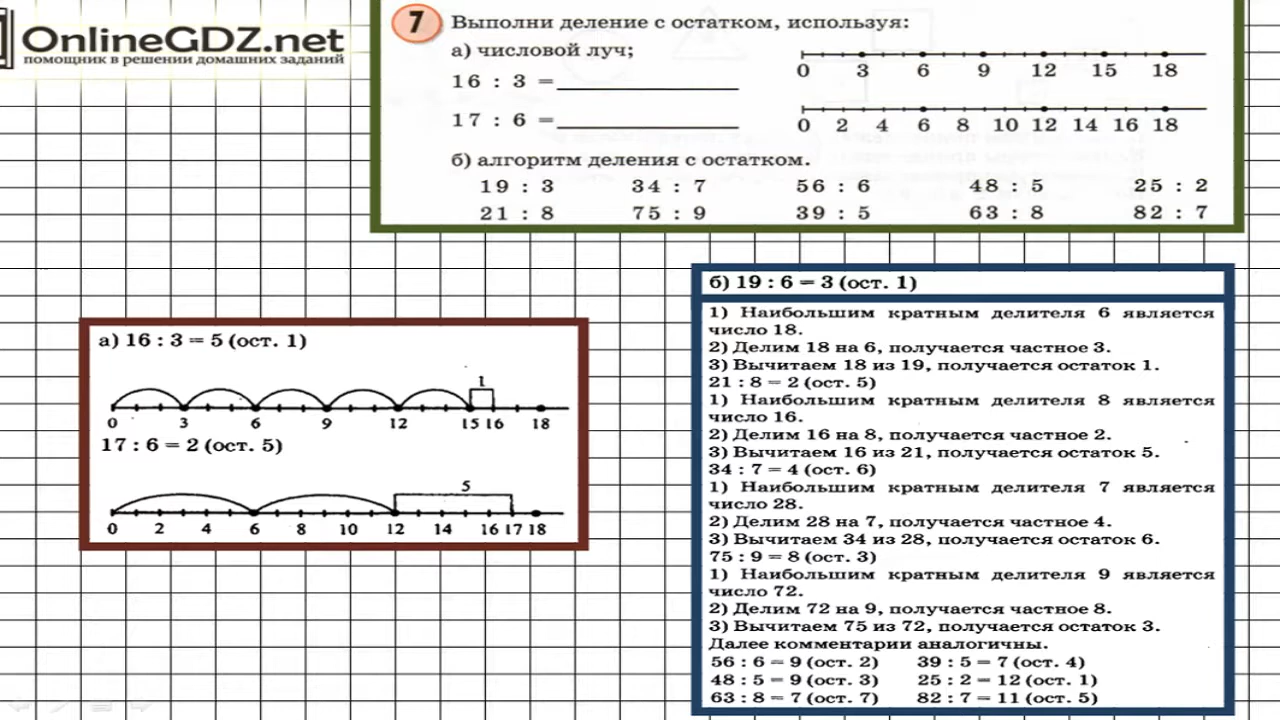 OnlineGDZ.net
помощник в решении домашних заданий
7 Выполни деление с остатком, используя:
а) числовой луч;
16 : 3 =
17 : 6 =
0 3 6 9 12 15 18
0 2 4 6 8 10 12 14 16 18
б) алгоритм деления с остатком.
19 : 3 34 : 7 56 : 6 48 : 5 25 : 2
21 : 8 75 : 9 39 : 5 63 : 8 82 : 7
а) 16 : 3 = 5 (ост. 1)
1
0 3 6 9 12 15 16 18
17 : 6 = 2 (ост. 5)
5
0 2 4 6 8 10 12 14 16 17 18
б) 19 : 6 = 3 (ост. 1)
1) Наибольшим кратным делителя 6 является
число 18.
2) Делим 18 на 6, получается частное 3.
3) Вычитаем 18 из 19, получается остаток 1.
21 : 8 = 2 (ост. 5)
1) Наибольшим кратным делителя 8 является
число 16.
2) Делим 16 на 8, получается частное 2.
3) Вычитаем 16 из 21, получается остаток 5.
34 : 7 = 4 (ост. 6)
1) Наибольшим кратным делителя 7 является
число 28.
2) Делим 28 на 7, получается частное 4.
3) Вычитаем 34 из 28, получается остаток 6.
75 : 9 = 8 (ост. 3)
1) Наибольшим кратным делителя 9 является
число 72.
2) Делим 72 на 9, получается частное 8.
3) Вычитаем 75 из 72, получается остаток 3.
Далее комментарии аналогичны.
56 : 6 = 9 (ост. 2) 39 : 5 = 7 (ост. 4)
48 : 5 = 9 (ост. 3) 25 : 2 = 12 (ост. 1)
63 : 8 = 7 (ост. 7) 82 : 7 = 11 (ост. 5)